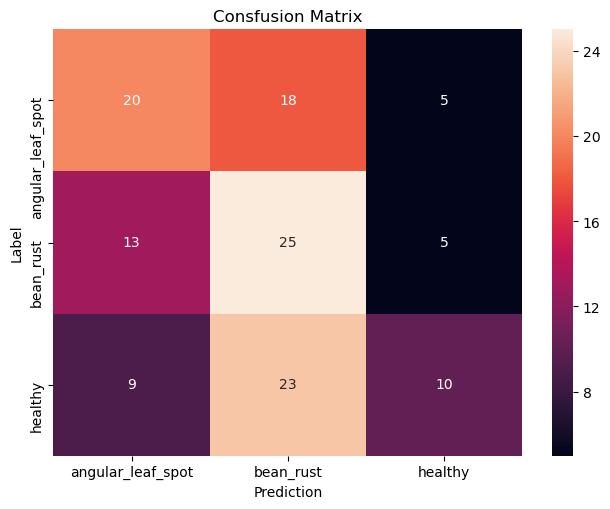 Consfusion Matrix
Label
angular_leaf_spot
bean_rust
healthy
20 18 5
13 25 5
9 23 10
angular_leaf_spot bean_rust healthy
Prediction
24
20
16
12
8